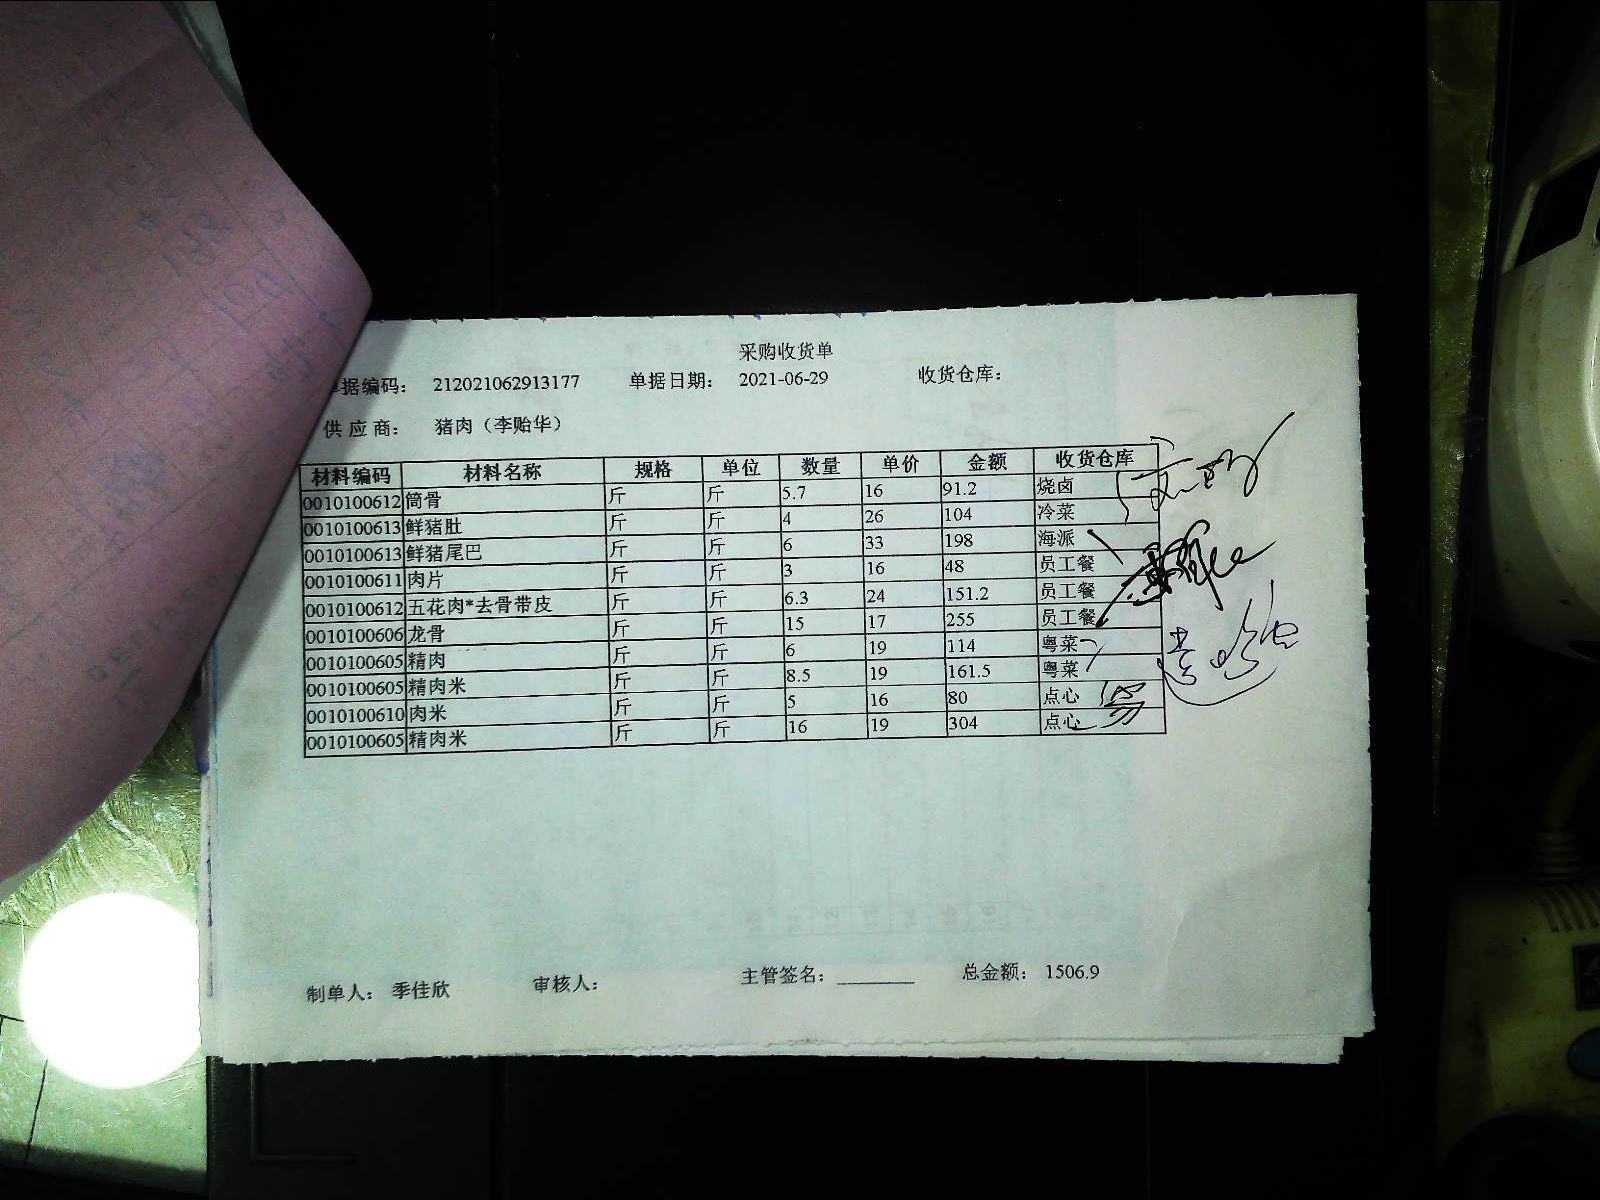 采购收货单
单据编码： 212021062913177 单据日期： 2021-06-29 收货仓库：
供应商： 猪肉（李贻华）
材料编码 材料名称 规格 单位 数量 单价 金额 收货仓库
0010100612 筒骨 斤 斤 5.7 16 91.2 烧卤
0010100613 鲜猪肚 斤 斤 4 26 104 冷菜
0010100613 鲜猪尾巴 斤 斤 6 33 198 海派
0010100611 肉片 斤 斤 3 16 48 员工餐
0010100612 五花肉*去骨带皮 斤 斤 6.3 24 151.2 员工餐
0010100606 龙骨 斤 斤 15 17 255 员工餐
0010100605 精肉 斤 斤 6 19 114 粤菜
0010100605 精肉米 斤 斤 8.5 19 161.5 粤菜
0010100610 肉米 斤 斤 5 16 80 点心
0010100605 精肉米 斤 斤 16 19 304 点心
制单人： 季佳欣 审核人： 主管签名： 总金额： 1506.9